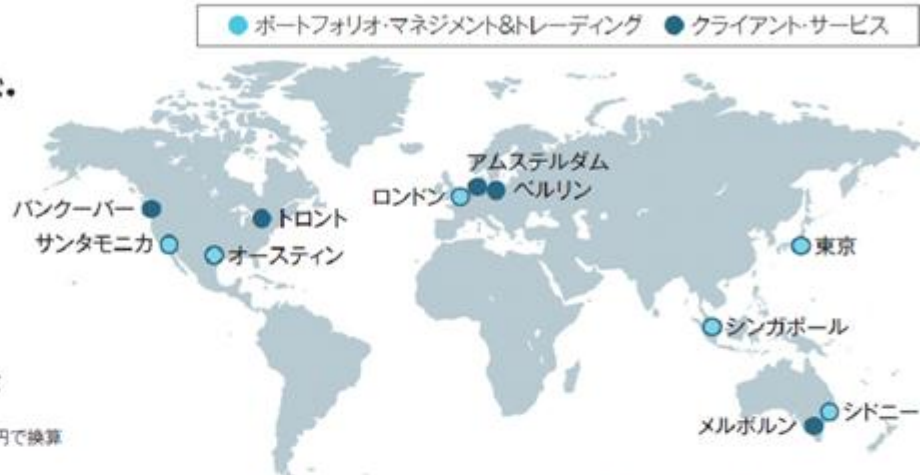 ポートフォリオ・マネジメント&トレーディング クライアント・サービス
アムステルダム
ロンドン
ベルリン
バンクーバー
トロント
サンタモニカ
オースティン
東京
シンガポール
シドニー
メルボルン
円で換算